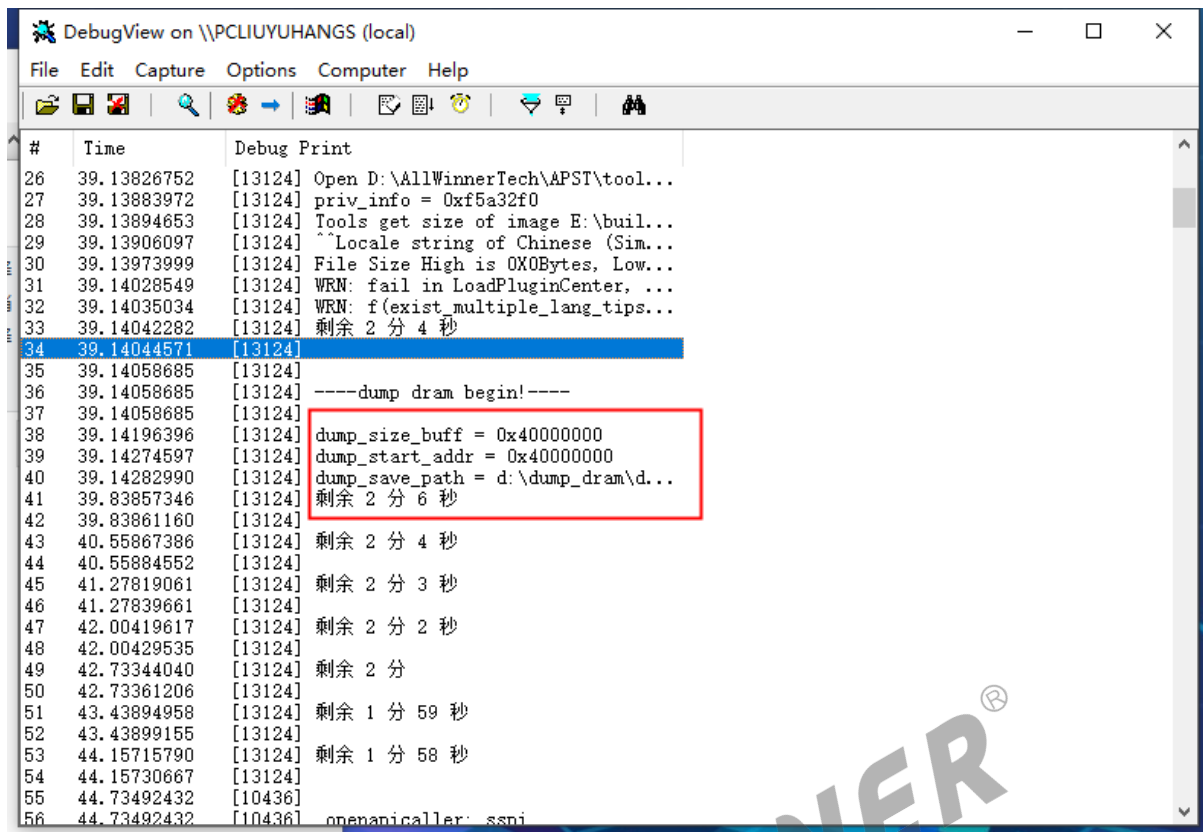 DebugView on \\PCLIUYUHANGS (local)
File Edit Capture Options Computer Help
# Time Debug Print
26 39.13826752 [13124] Open D:\AllWinnerTech\APST\tool...
27 39.13883972 [13124] priv_info = 0xf5a32f0
28 39.13894653 [13124] Tools get size of image E:\buil...
29 39.13906097 [13124] ^^Locale string of Chinese (Sim...
30 39.13973999 [13124] File Size High is 0X0Bytes, Low...
31 39.14028549 [13124] WRN: fail in LoadPluginCenter, ...
32 39.14035034 [13124] WRN: f(exist_multiple_lang_tips...
33 39.14042282 [13124] 剩余 2 分 4 秒
34 39.14044571 [13124]
35 39.14058685 [13124]
36 39.14058685 [13124] ----dump dram begin!----
37 39.14058685 [13124]
38 39.14196396 [13124] dump_size_buff = 0x40000000
39 39.14274597 [13124] dump_start_addr = 0x40000000
40 39.14282990 [13124] dump_save_path = d:\dump_dram\d...
41 39.83857346 [13124] 剩余 2 分 6 秒
42 39.83861160 [13124]
43 40.55867386 [13124] 剩余 2 分 4 秒
44 40.55884552 [13124]
45 41.27819061 [13124] 剩余 2 分 3 秒
46 41.27839661 [13124]
47 42.00419617 [13124] 剩余 2 分 2 秒
48 42.00429535 [13124]
49 42.73344040 [13124] 剩余 2 分
50 42.73361206 [13124]
51 43.43894958 [13124] 剩余 1 分 59 秒
52 43.43899155 [13124]
53 44.15715790 [13124] 剩余 1 分 58 秒
54 44.15730667 [13124]
55 44.73492432 [10436]
56 44.73492432 [10436] openapicaller: sspi
NER®